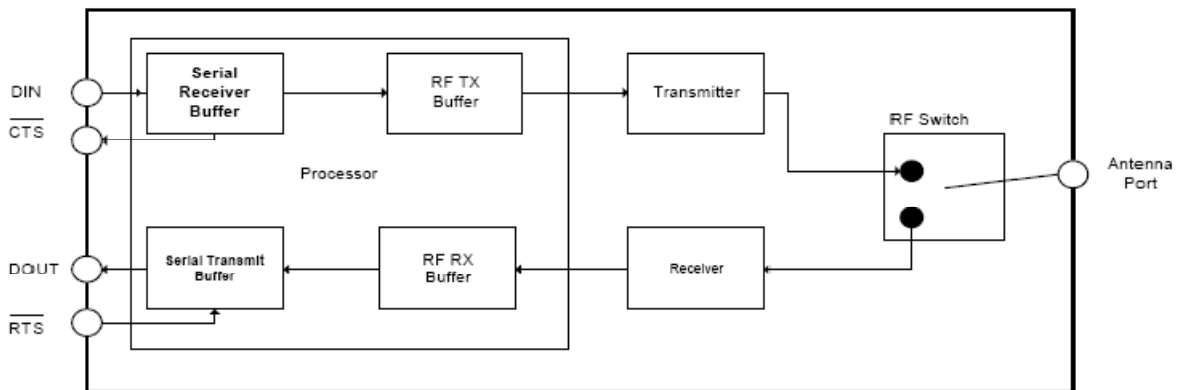 DIN
CTS
Serial
Receiver
Buffer
RF TX
Buffer
Transmitter
RF Switch
Antenna
Port
Processor
DOUT
RTS
Serial Transmit
Buffer
RF RX
Buffer
Receiver